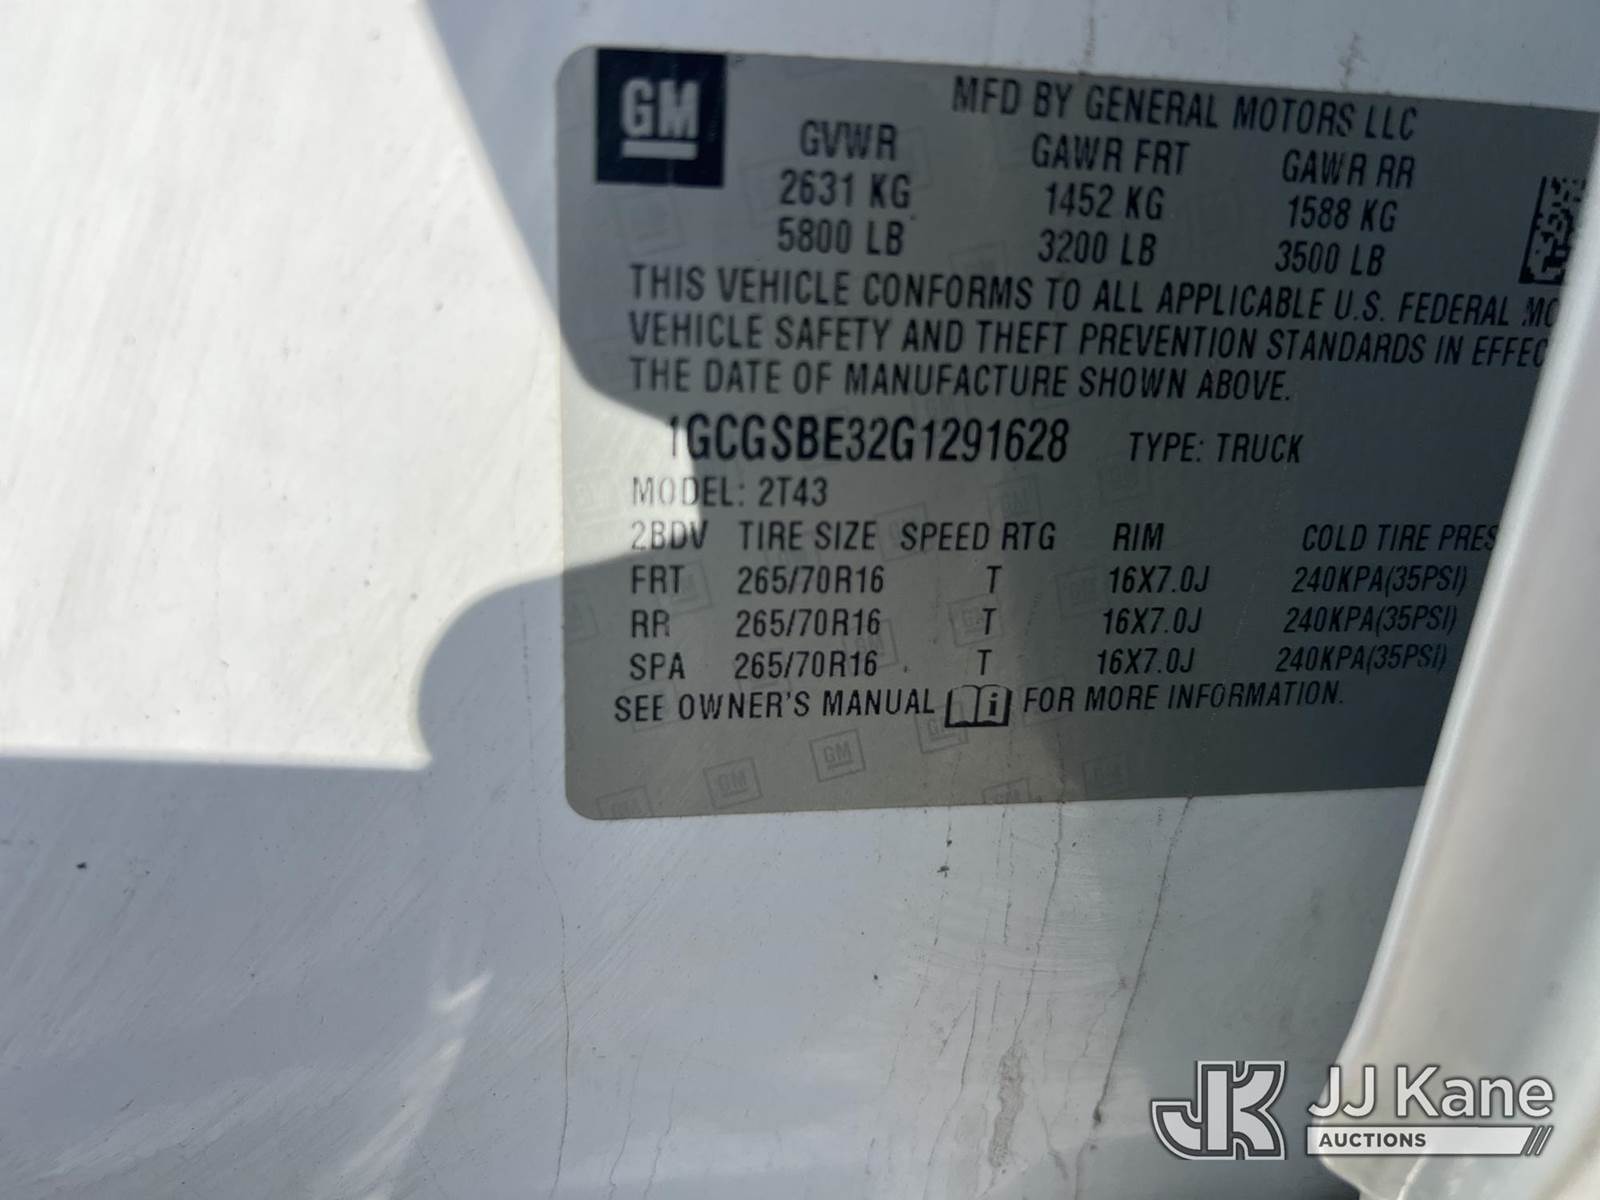 GM
MFD BY GENERAL MOTORS LLC
GVWR GAWR FRT GAWR RR
2631 KG 1452 KG 1588 KG
5800 LB 3200 LB 3500 LB
THIS VEHICLE CONFORMS TO ALL APPLICABLE U.S. FEDERAL MO
VEHICLE SAFETY AND THEFT PREVENTION STANDARDS IN EFFEC
THE DATE OF MANUFACTURE SHOWN ABOVE.
1GCGSBE32G1291628 TYPE: TRUCK
MODEL: 2T43
2BDV TIRE SIZE SPEED RTG RIM COLD TIRE PRES
FRT 265/70R16 T 16X7.0J 240KPA(35PSI)
RR 265/70R16 T 16X7.0J 240KPA(35PSI)
SPA 265/70R16 T 16X7.0J 240KPA(35PSI)
SEE OWNER'S MANUAL i FOR MORE INFORMATION.
JK JJ Kane
AUCTIONS